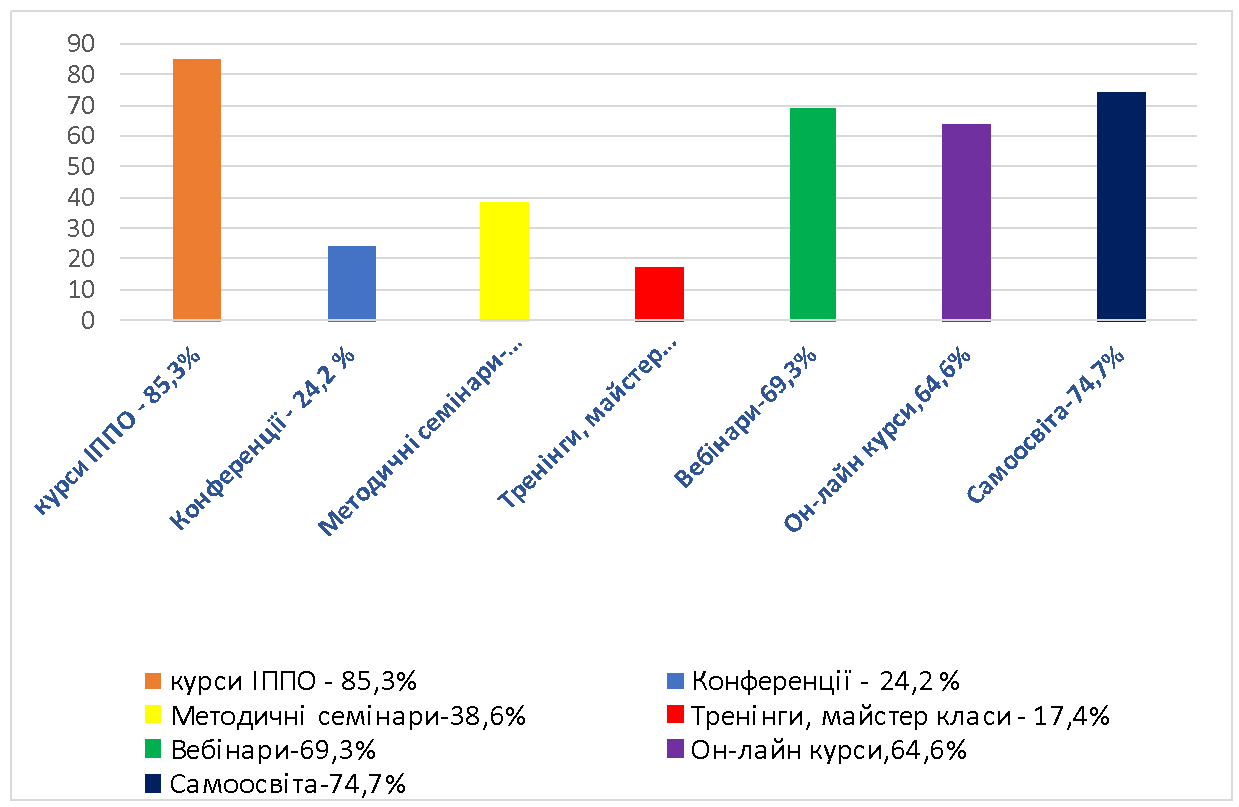 90
80
70
60
50
40
30
20
10
0
курси ІППО - 85,3%
Конференції - 24,2 %
Методичні семінари-...
Тренінги, майстер...
Вебінари-69,3%
Он-лайн курси,64,6%
Самоосвіта-74,7%
курси ІППО - 85,3%
Конференції - 24,2 %
Методичні семінари-38,6%
Тренінги, майстер класи - 17,4%
Вебінари-69,3%
Он-лайн курси,64,6%
Самоосвіта-74,7%